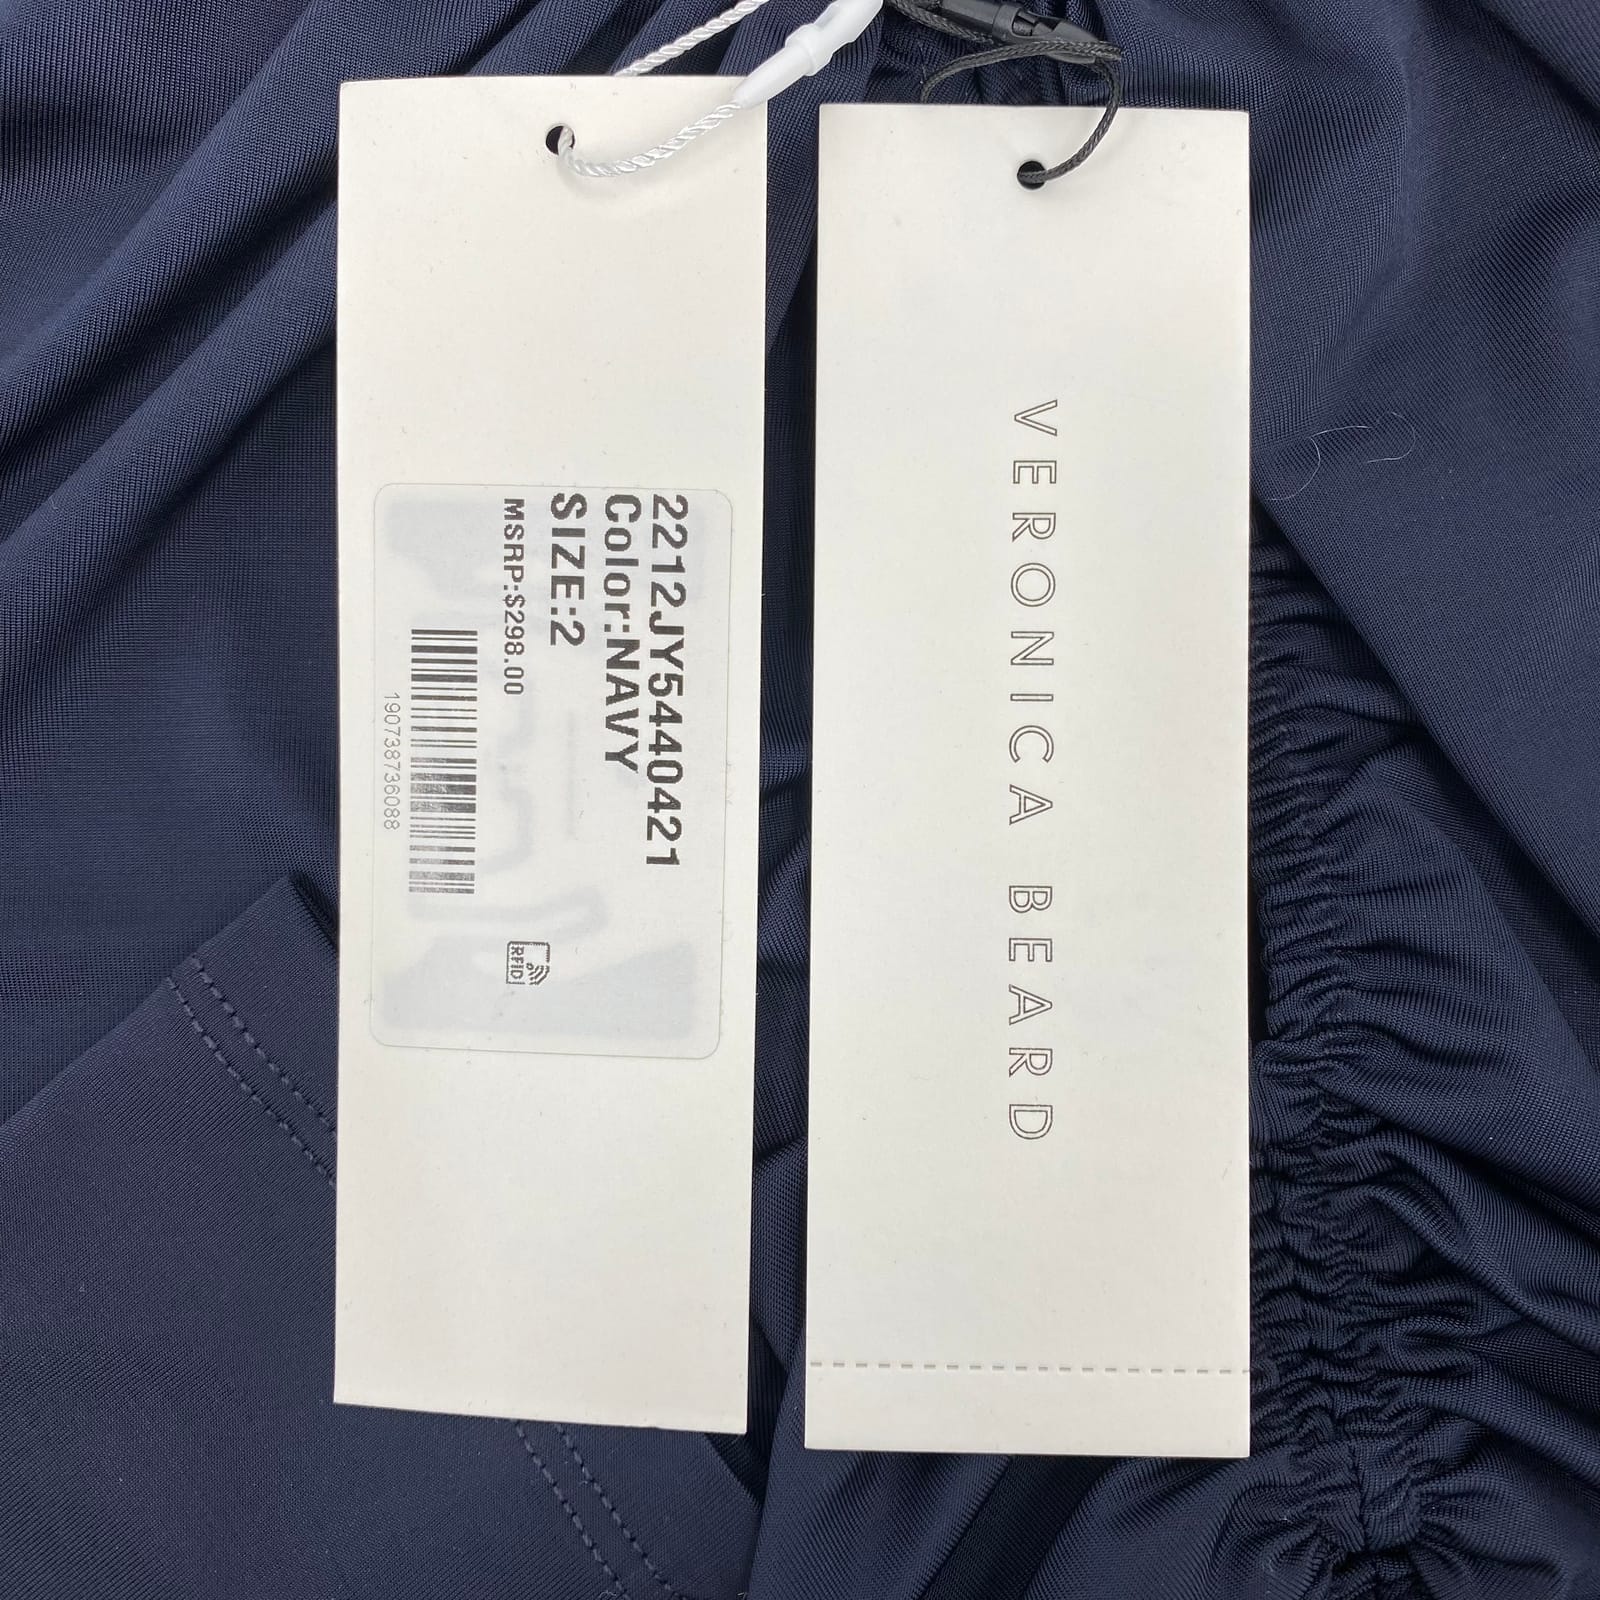 2212JY5440421
Color:NAVY
SIZE:2
MSRP:$298.00
190738736088
RFID
VERONICA BEARD